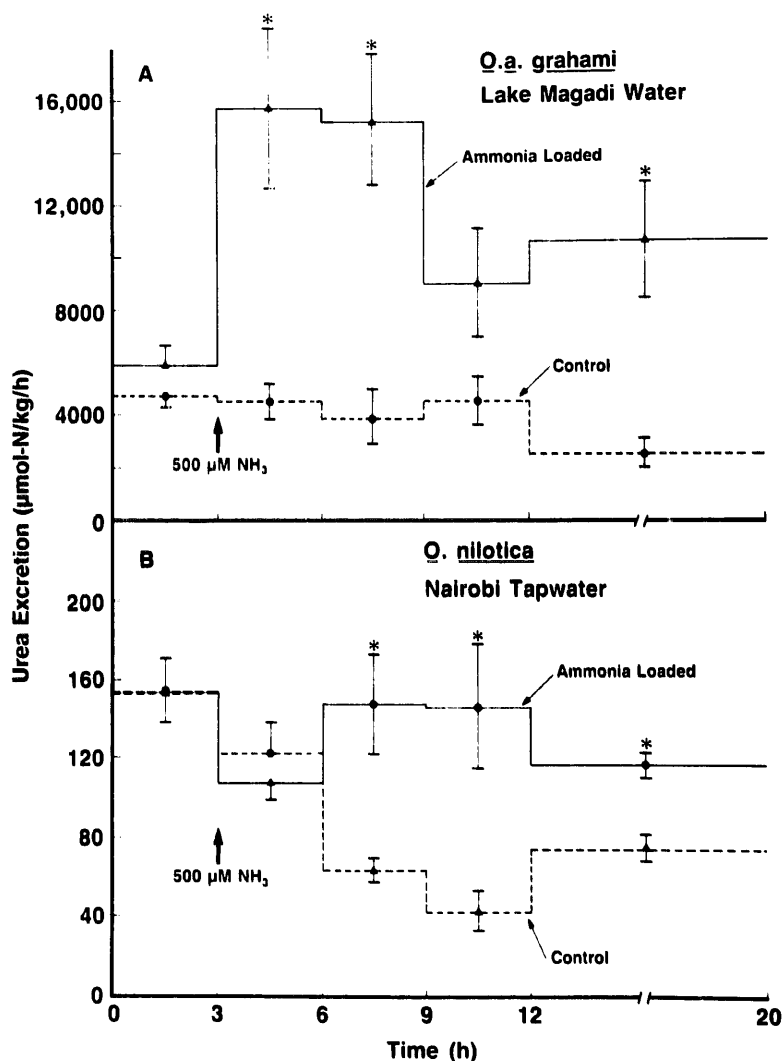 A
O.a. grahami
Lake Magadi Water
*
*
*
16,000
12,000
8000
4000
0
Ammonia Loaded
Control
500 µM NH₃
Urea Excretion (µmol-N/kg/h)
B
O. nilotica
Nairobi Tapwater
*
*
*
200
160
120
80
40
0
Ammonia Loaded
Control
500 µM NH₃
0 3 6 9 12 20
Time (h)